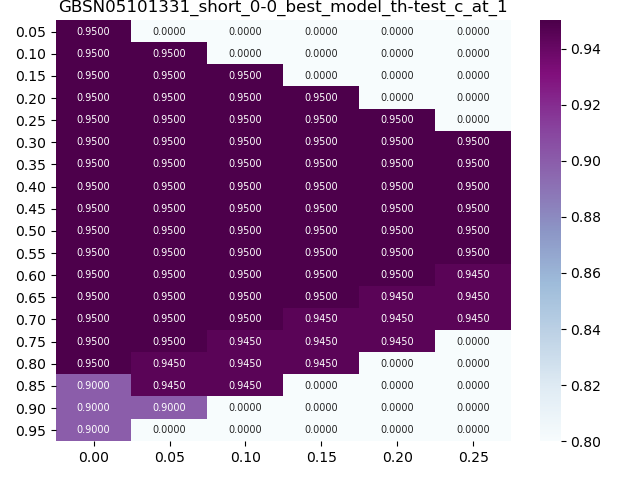 GBSN05101331_short_0-0_best_model_th-test_c_at_1
0.05 0.9500 0.0000 0.0000 0.0000 0.0000 0.0000
0.10 0.9500 0.9500 0.0000 0.0000 0.0000 0.0000
0.15 0.9500 0.9500 0.9500 0.0000 0.0000 0.0000
0.20 0.9500 0.9500 0.9500 0.9500 0.0000 0.0000
0.25 0.9500 0.9500 0.9500 0.9500 0.9500 0.0000
0.30 0.9500 0.9500 0.9500 0.9500 0.9500 0.9500
0.35 0.9500 0.9500 0.9500 0.9500 0.9500 0.9500
0.40 0.9500 0.9500 0.9500 0.9500 0.9500 0.9500
0.45 0.9500 0.9500 0.9500 0.9500 0.9500 0.9500
0.50 0.9500 0.9500 0.9500 0.9500 0.9500 0.9500
0.55 0.9500 0.9500 0.9500 0.9500 0.9500 0.9500
0.60 0.9500 0.9500 0.9500 0.9500 0.9500 0.9450
0.65 0.9500 0.9500 0.9500 0.9500 0.9450 0.9450
0.70 0.9500 0.9500 0.9500 0.9450 0.9450 0.9450
0.75 0.9500 0.9500 0.9450 0.9450 0.9450 0.0000
0.80 0.9500 0.9450 0.9450 0.9450 0.0000 0.0000
0.85 0.9000 0.9450 0.9450 0.0000 0.0000 0.0000
0.90 0.9000 0.9000 0.0000 0.0000 0.0000 0.0000
0.95 0.9000 0.0000 0.0000 0.0000 0.0000 0.0000
0.00 0.05 0.10 0.15 0.20 0.25
0.94
0.92
0.90
0.88
0.86
0.84
0.82
0.80